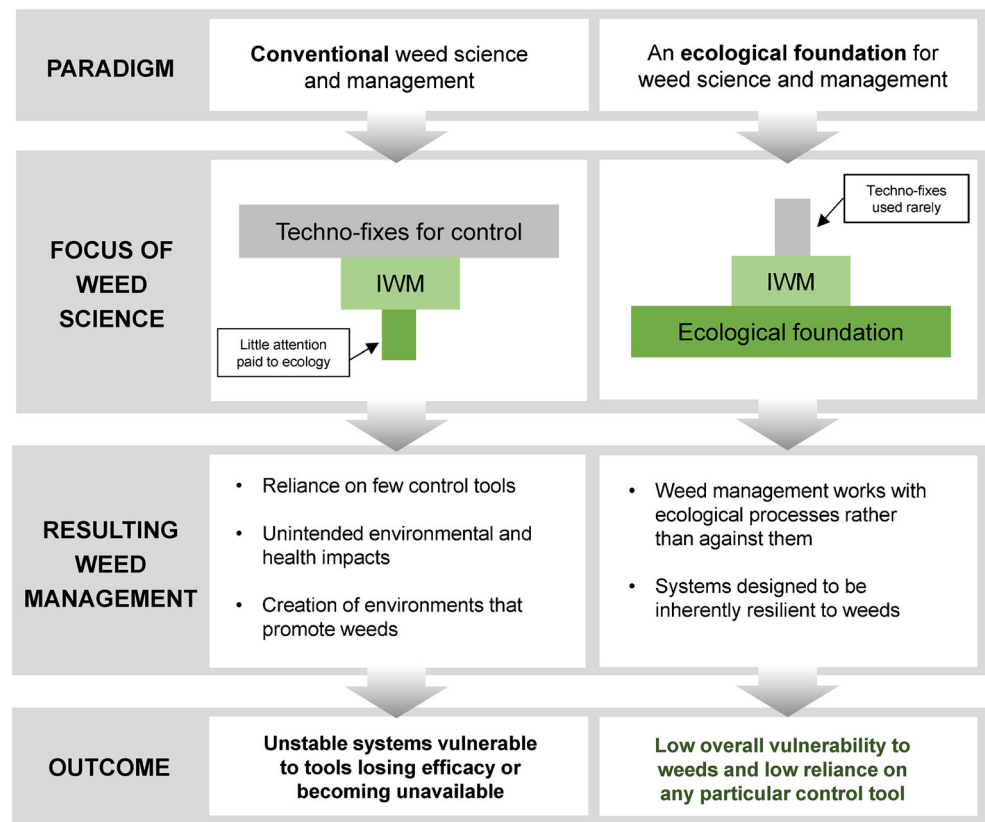 PARADIGM
Conventional weed science
and management
An ecological foundation for
weed science and management
FOCUS OF
WEED
SCIENCE
Techno-fixes for control
IWM
Little attention
paid to ecology
Techno-fixes
used rarely
IWM
Ecological foundation
RESULTING
WEED
MANAGEMENT
• Reliance on few control tools
• Unintended environmental and
health impacts
• Creation of environments that
promote weeds
• Weed management works with
ecological processes rather
than against them
• Systems designed to be
inherently resilient to weeds
OUTCOME
Unstable systems vulnerable
to tools losing efficacy or
becoming unavailable
Low overall vulnerability to
weeds and low reliance on
any particular control tool